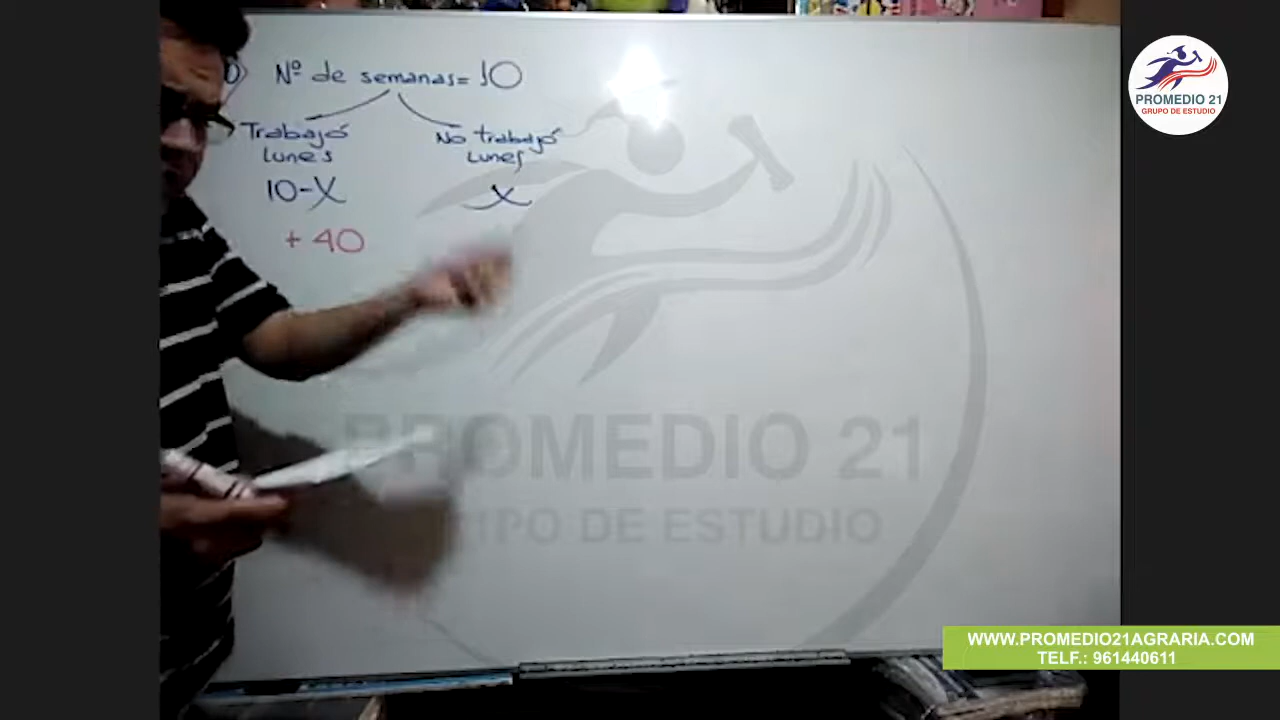 Nº de semanas= 10
Trabajó
Lunes
No trabajó
Lunes
10-X
X
+ 40
PROMEDIO 21
GRUPO DE ESTUDIO
PROMEDIO 21
GRUPO DE ESTUDIO
WWW.PROMEDIO21AGRARIA.COM
TELF.: 961440611